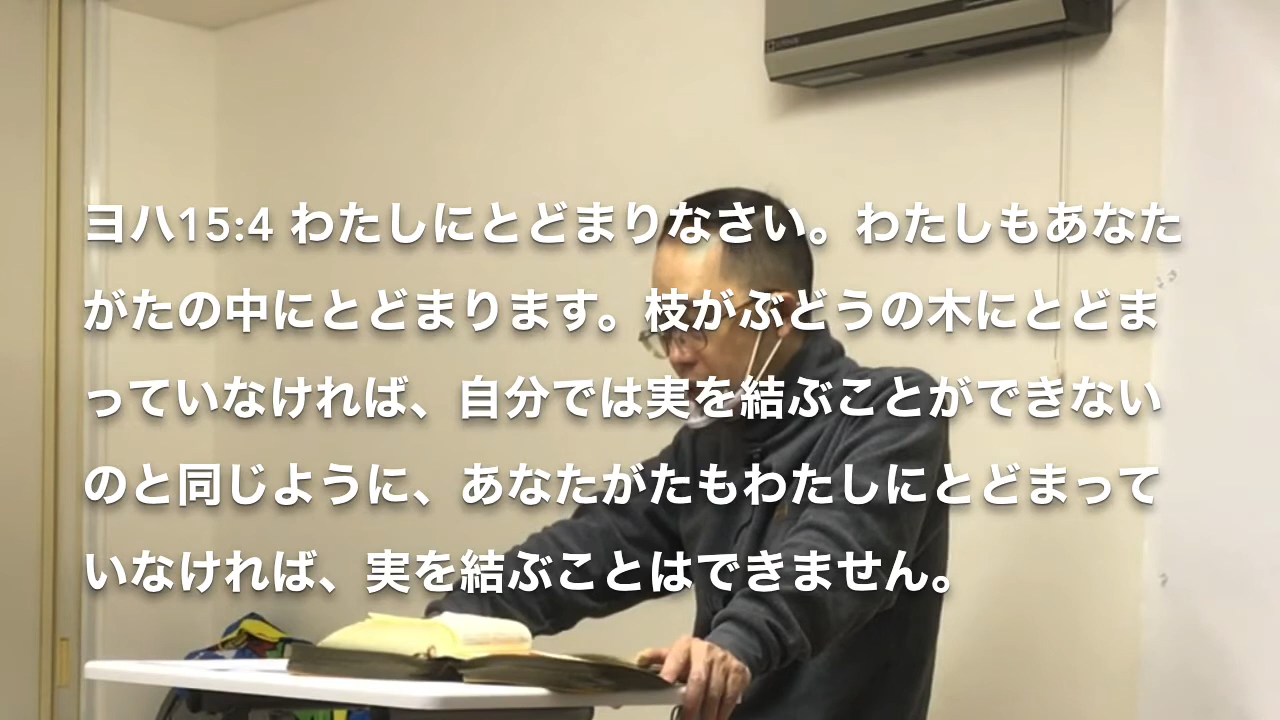 ヨハ15:4 わたしにとどまりなさい。わたしもあなた
がたの中にとどまります。枝がぶどうの木にとどま
っていなければ、自分では実を結ぶことができない
のと同じように、あなたがたもわたしにとどまって
いなければ、実を結ぶことはできません。